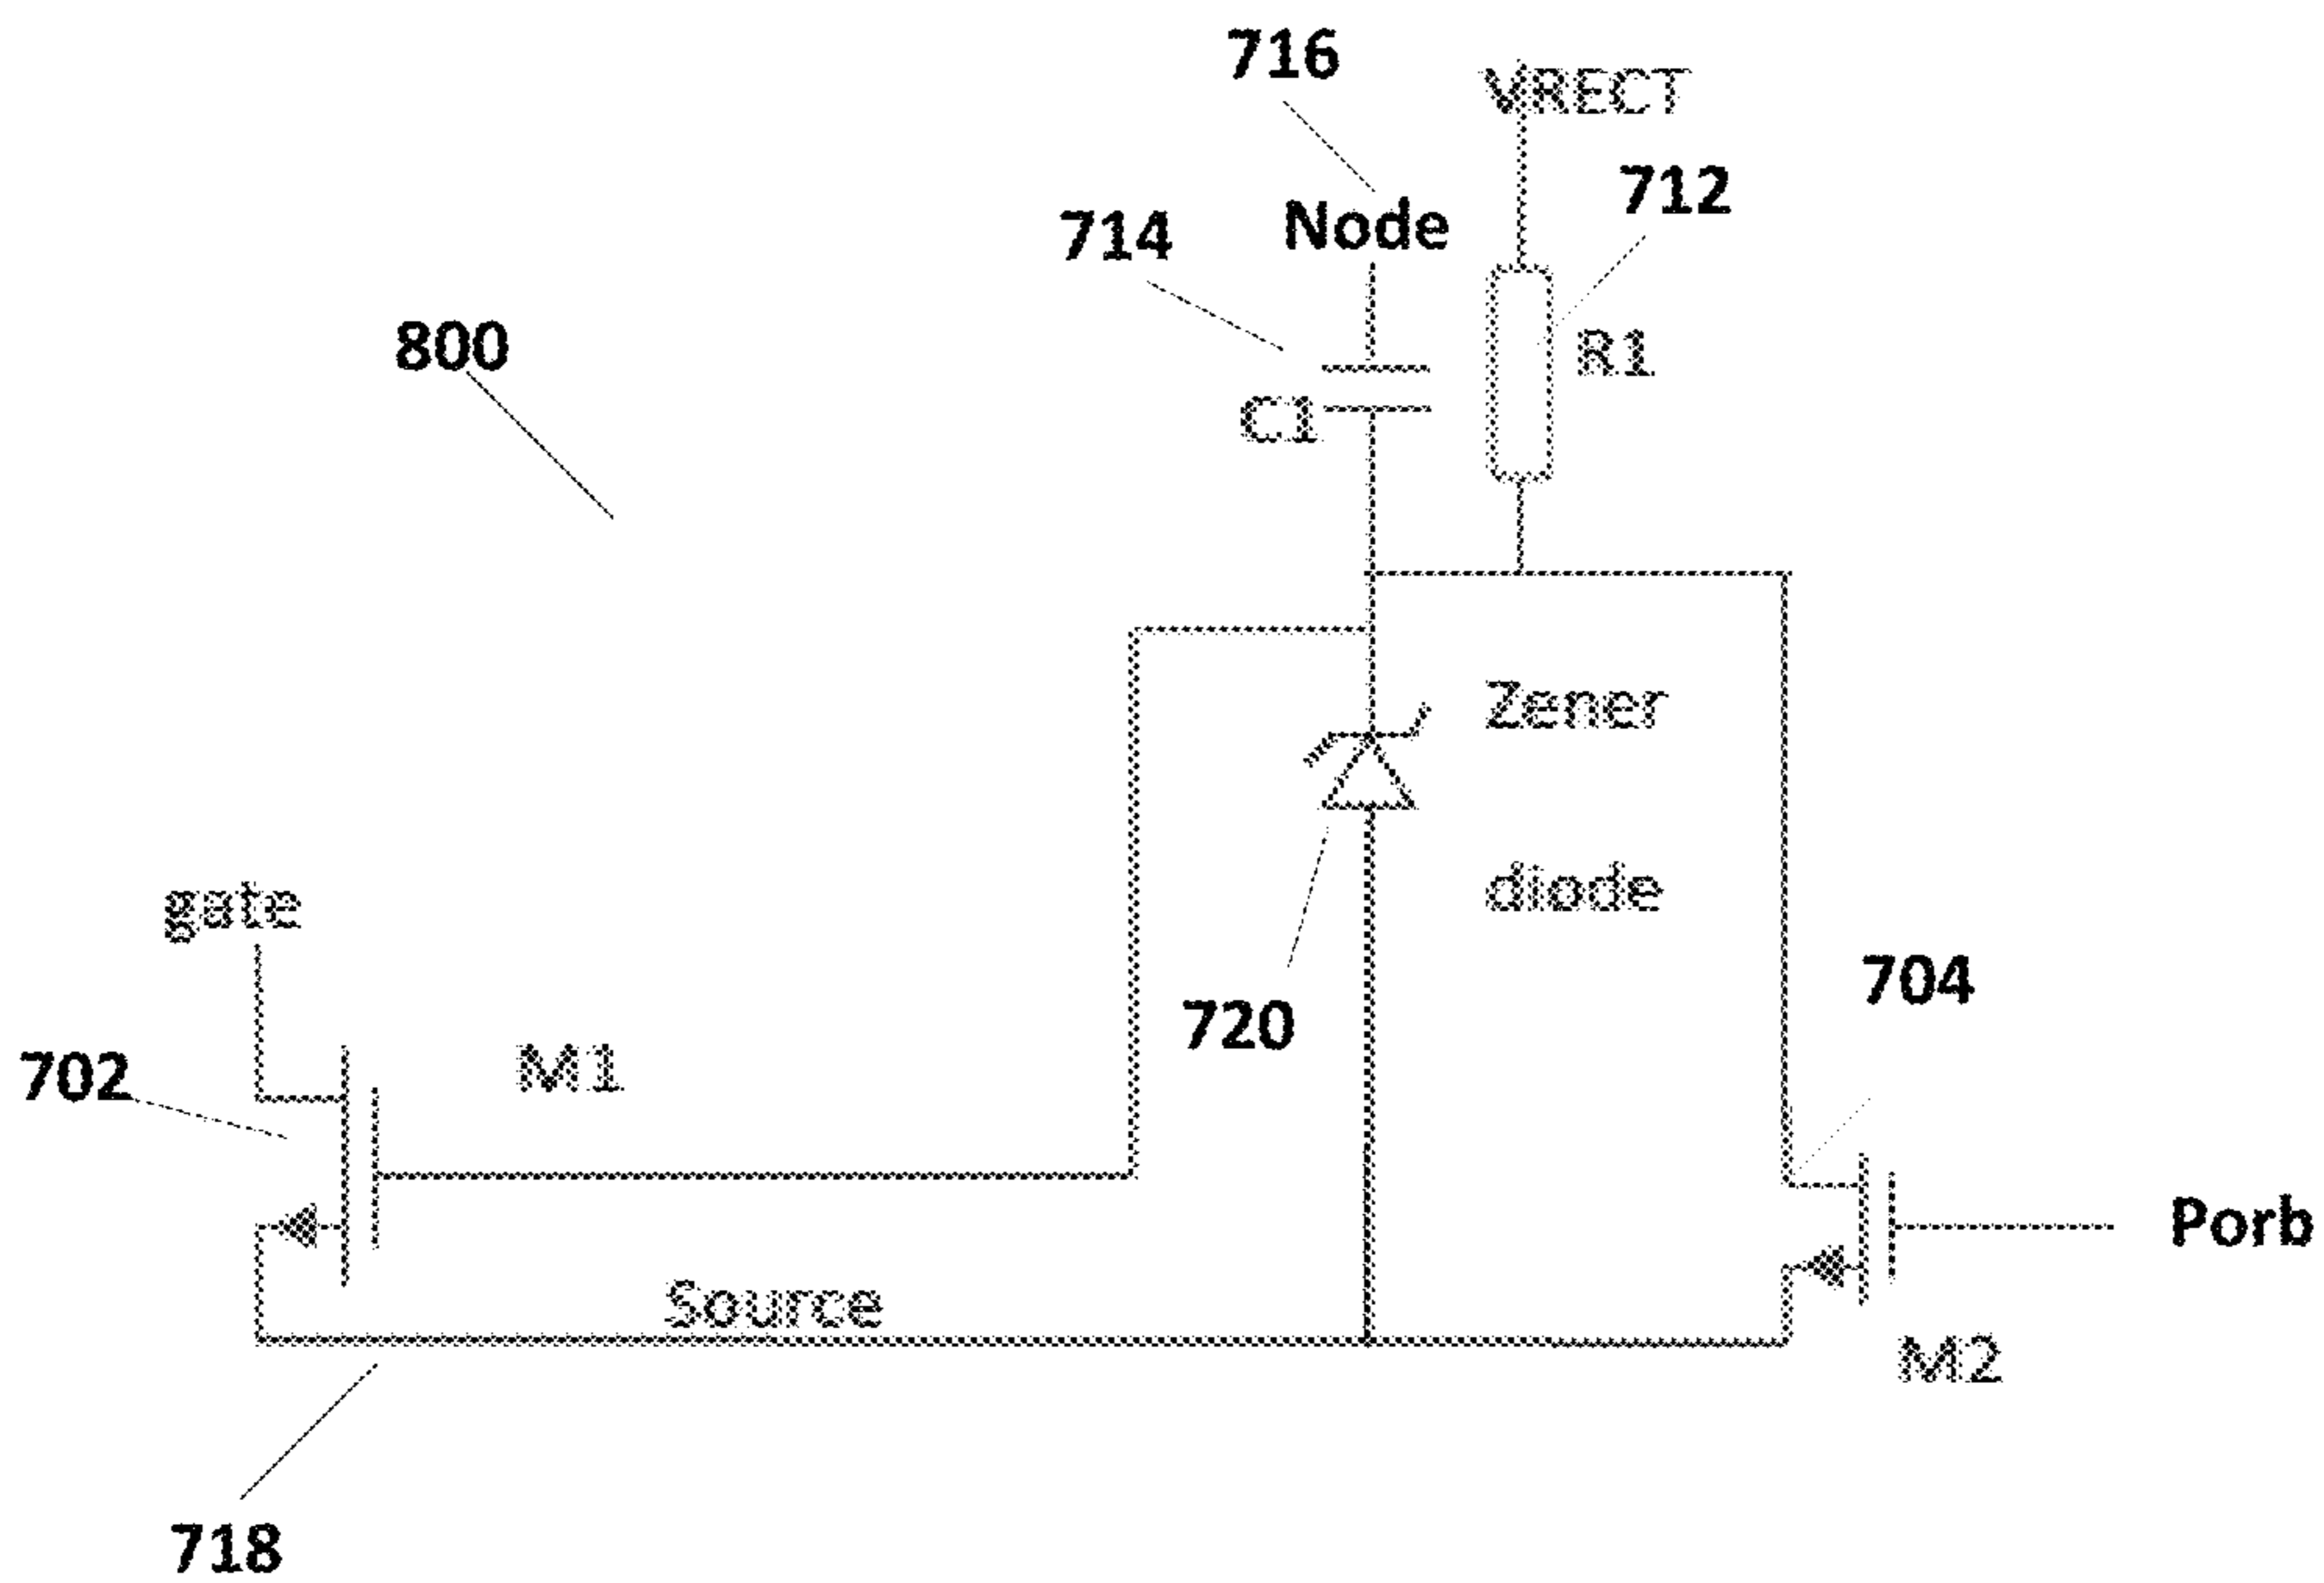 716
VRECT
712
714
Node
800
R1
C1
Zener
diode
gate
704
720
M1
702
Porb
Source
M2
718